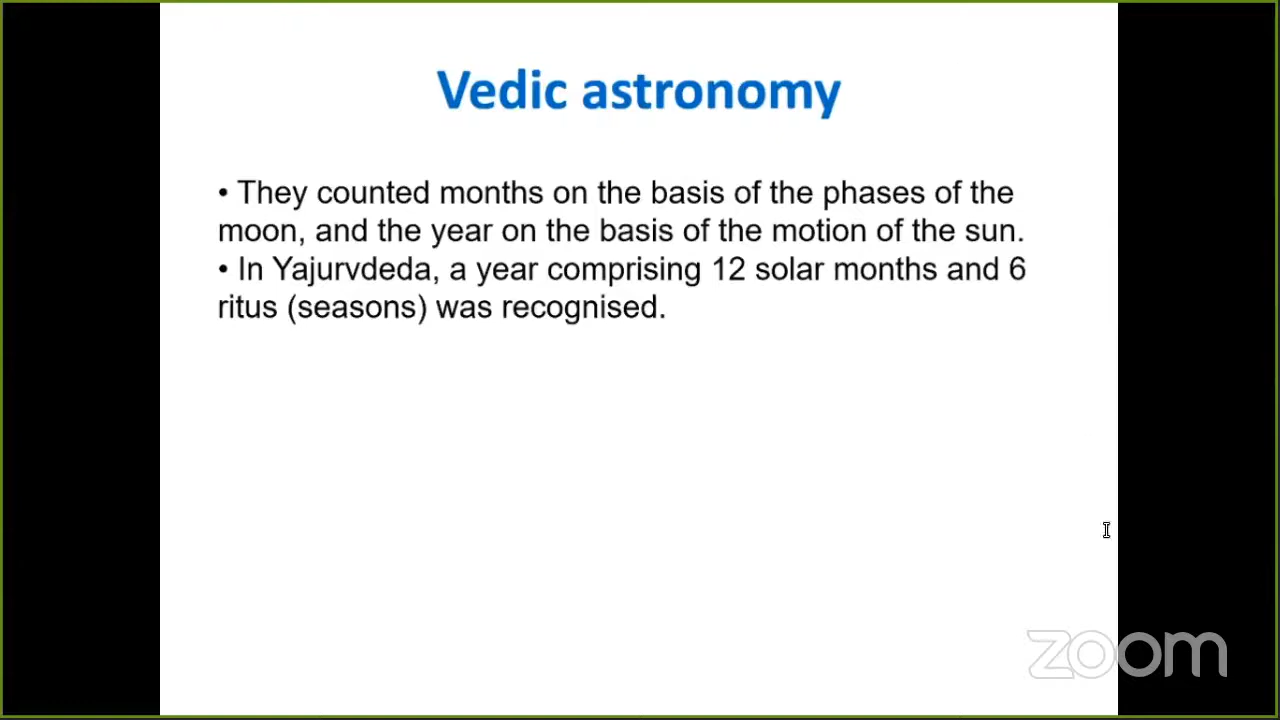 Vedic astronomy
• They counted months on the basis of the phases of the
moon, and the year on the basis of the motion of the sun.
• In Yajurvdeda, a year comprising 12 solar months and 6
ritus (seasons) was recognised.
zoom